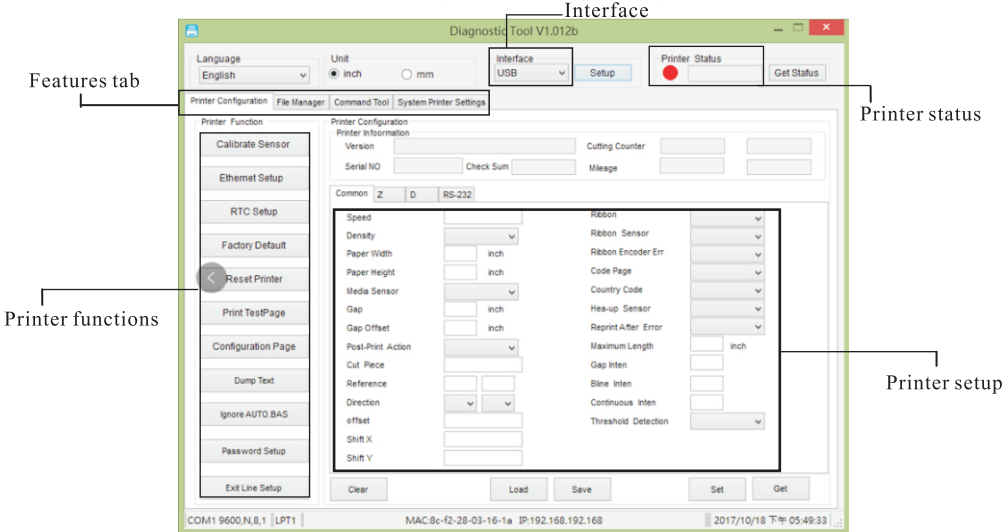 Interface
Diagnostic Tool V1.012b
Language
Unit
Interface
Printer Status
English
inch
mm
USB
Setup
Get Status
Features tab
Printer status
Printer Configuration File Manager Command Tool System Printer Settings
Printer Function
Calibrate Sensor
Ethernet Setup
RTC Setup
Factory Default
Reset Printer
Print TestPage
Configuration Page
Dump Text
Ignore AUTO.BAS
Password Setup
Exit Line Setup
Printer functions
Printer Configuration
Printer Infoormation
Version
Cutting Counter
Serial NO
Check Sum
Mileage
Common Z D RS-232
Speed
Density
Paper Width inch
Paper Height inch
Media Sensor
Gap inch
Gap Offset inch
Post-Print Action
Cut Piece
Reference
Direction
offset
Shift X
Shift Y
Ribbon
Ribbon Sensor
Ribbon Encoder Err
Code Page
Country Code
Hea-up Sensor
Reprint After Error
Maximum Length inch
Gap Inten
Bline Inten
Continuous Inten
Threshold Detection
Printer setup
Clear Load Save Set Get
COM1 9600,N,8,1 LPT1 MAC:8c-f2-28-03-16-1a IP:192.168.192.168 2017/10/18 下午 05:49:33